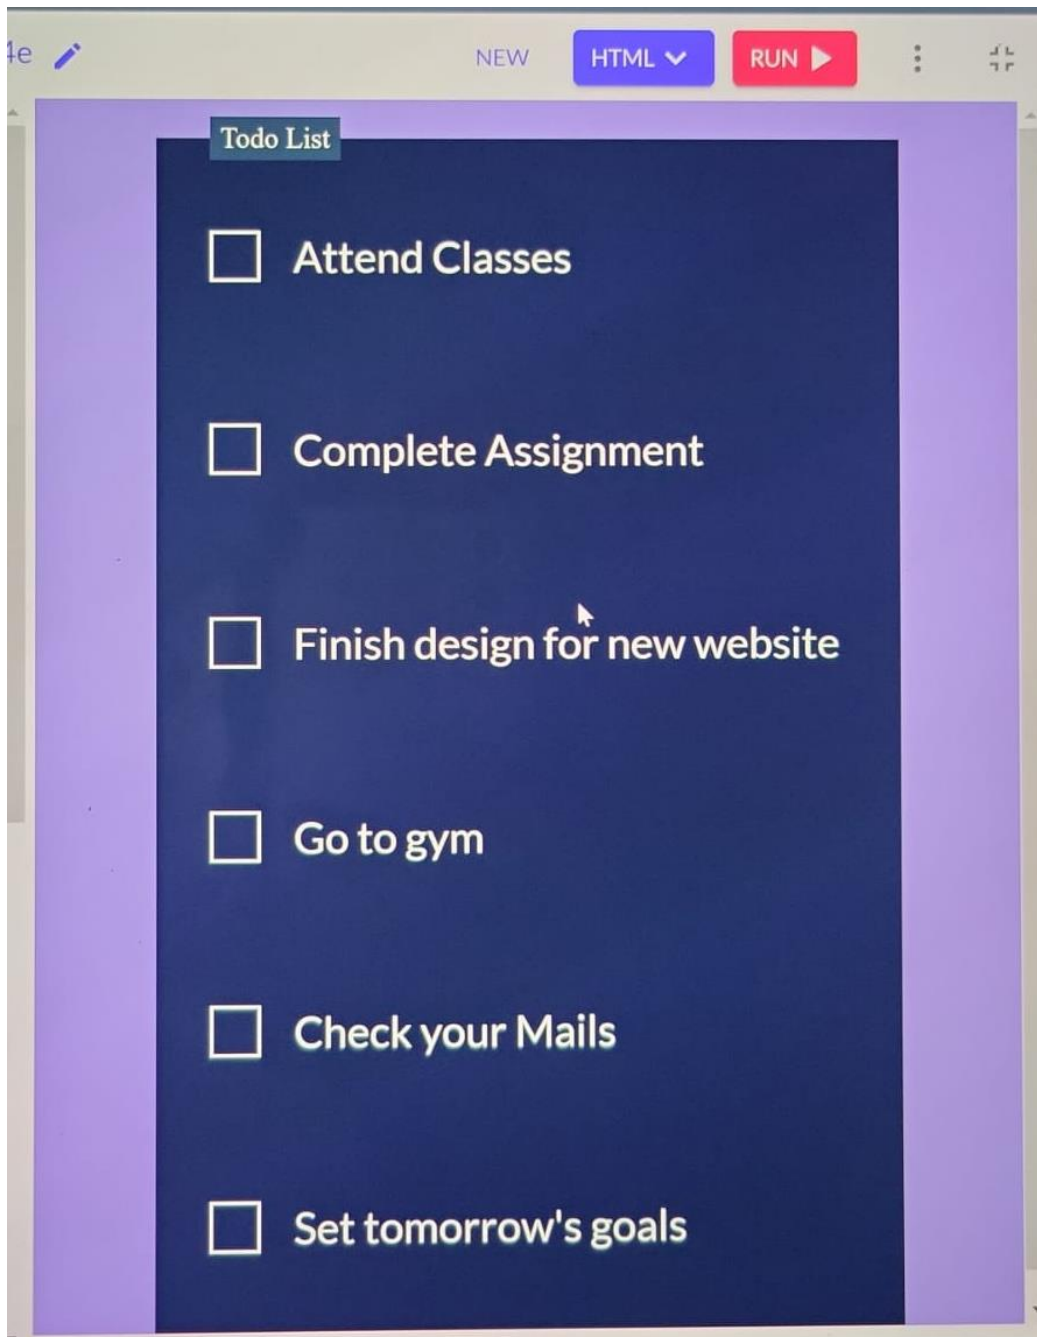 4e
NEW
HTML
RUN
Todo List
Attend Classes
Complete Assignment
Finish design for new website
Go to gym
Check your Mails
Set tomorrow's goals